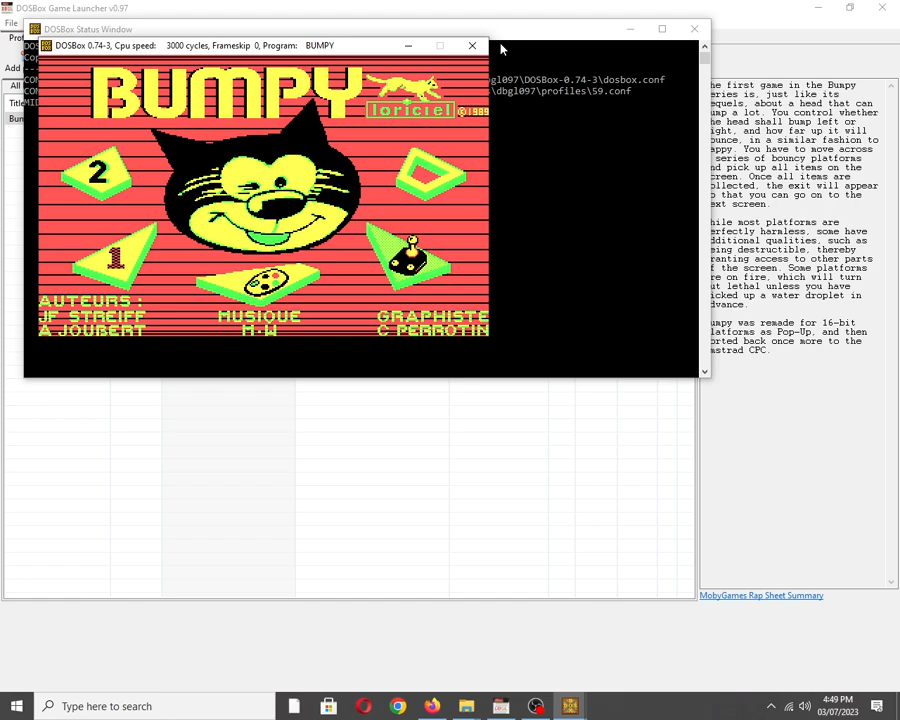 DOSBox Game Launcher v0.97
File
DOSBox Status Window
DOSBox 0.74-3, Cpu speed: 3000 cycles, Frameskip 0, Program: BUMPY
gl097\DOSBox-0.74-3\dosbox.conf
\dbgl097\profiles\59.conf
Add
All
BUMPY
loriciel ©1989
2
1
AUTEURS :
JF STREIFF
A JOUBERT
MUSIQUE
M.W
GRAPHISTE
C PERROTIN
he first game in the Bumpy
eries is, just like its
equels, about a head that can
ump a lot. You control whether
he head shall bump left or
ight, and how far up it will
ounce, in a similar fashion to
appy. You have to move across
series of bouncy platforms
nd pick up all items on the
creen. Once all items are
ollected, the exit will appear
o that you can go on to the
ext screen.
hile most platforms are
erfectly harmless, some have
dditional qualities, such as
eing destructible, thereby
ranting access to other parts
f the screen. Some platforms
re on fire, which will turn
ut lethal unless you have
icked up a water droplet in
dvance.
umpy was remade for 16-bit
latforms as Pop-Up, and then
orted back once more to the
mstrad CPC.
MobyGames Rap Sheet Summary
Type here to search
4:49 PM
03/07/2023